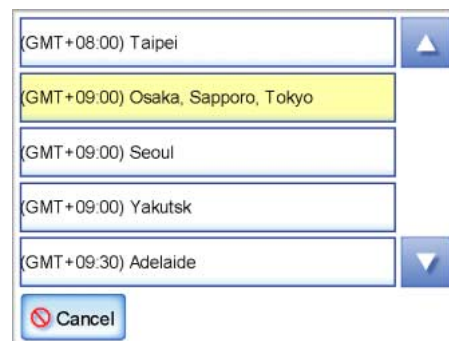 (GMT+08:00) Taipei
(GMT+09:00) Osaka, Sapporo, Tokyo
(GMT+09:00) Seoul
(GMT+09:00) Yakutsk
(GMT+09:30) Adelaide
Cancel